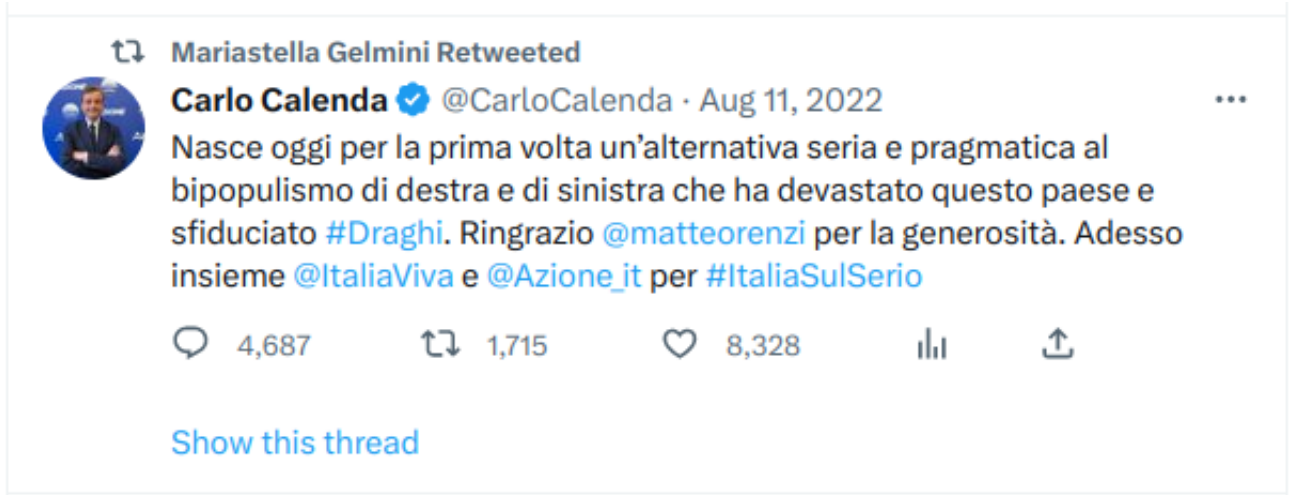 Mariastella Gelmini Retweeted
Carlo Calenda @CarloCalenda · Aug 11, 2022
Nasce oggi per la prima volta un'alternativa seria e pragmatica al
bipopulismo di destra e di sinistra che ha devastato questo paese e
sfiduciato #Draghi. Ringrazio @matteorenzi per la generosità. Adesso
insieme @ItaliaViva e @Azione_it per #ItaliaSulSerio
4,687 1,715 8,328
Show this thread